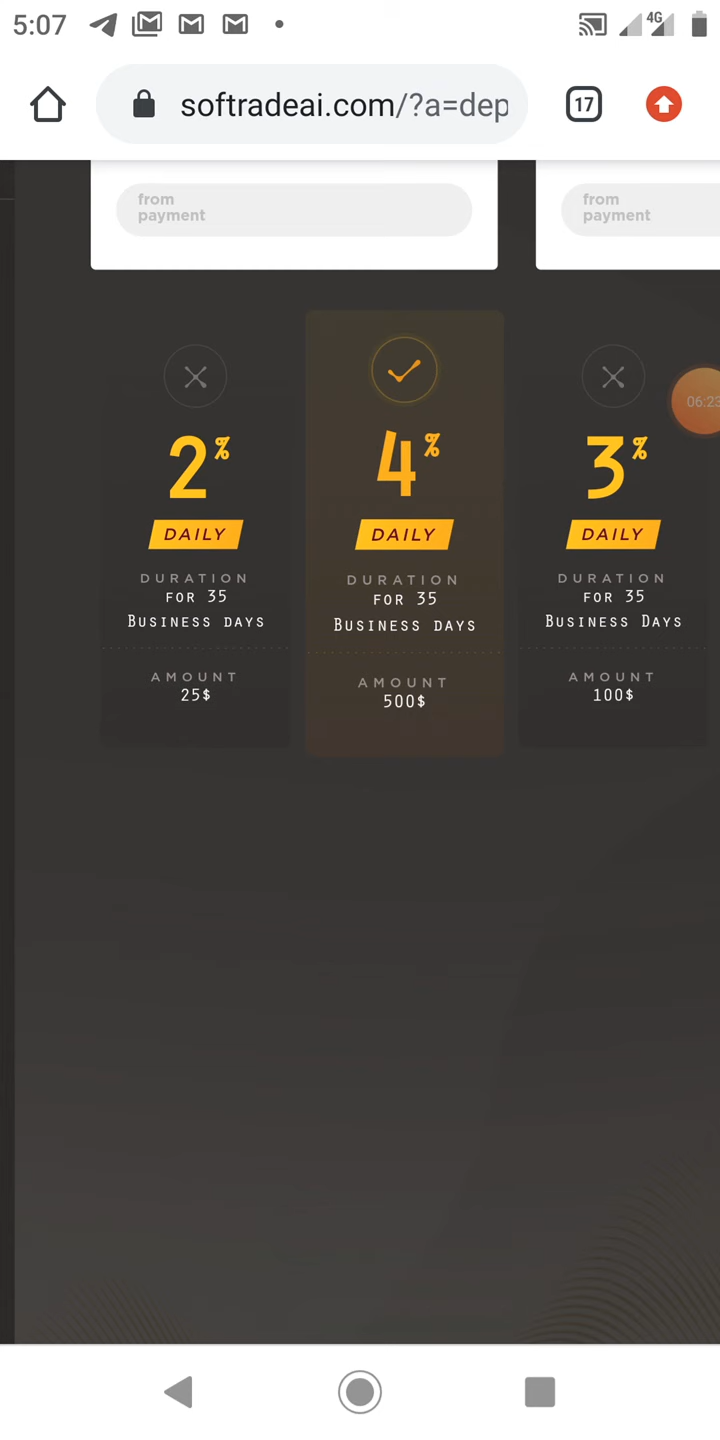 5:07
4G
softradeai.com/?a=dep
17
from
payment
from
payment
06:23
2%
DAILY
DURATION
FOR 35
BUSINESS DAYS
AMOUNT
25$
4%
DAILY
DURATION
FOR 35
BUSINESS DAYS
AMOUNT
500$
3%
DAILY
DURATION
FOR 35
BUSINESS DAYS
AMOUNT
100$